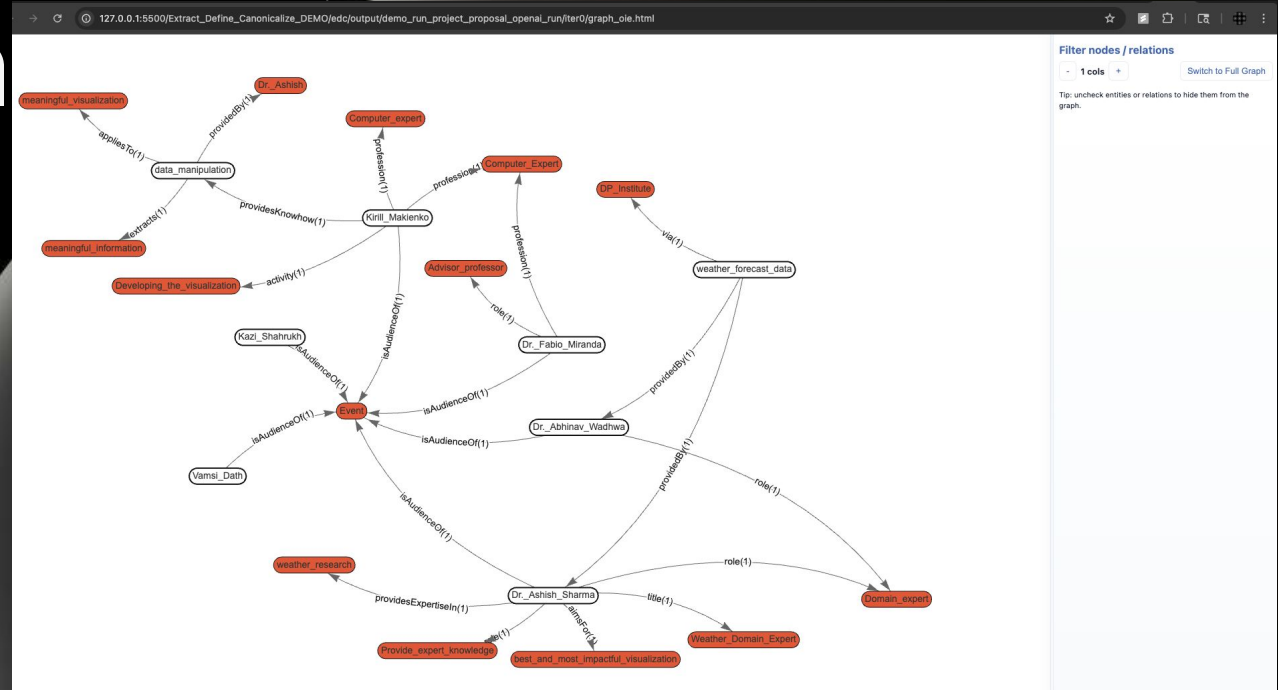 127.0.0.1:5500/Extract_Define_Canonicalize_DEMO/edc/output/demo_run_project_proposal_openai_run/iter0/graph_oie.html
Filter nodes / relations
- 1 cols +
Switch to Full Graph
Tip: uncheck entities or relations to hide them from the
graph.
Dr._Ashish
meaningful_visualization
providedBy(1)
Computer_expert
appliesTo(1)
profession(1)
Computer_Expert
data_manipulation
profession(1)
DP_Institute
providesKnowhow(1)
Kirill_Makienko
extracts(1)
via(1)
meaningful_information
profession(1)
Advisor_professor
weather_forecast_data
activity(1)
Developing_the_visualization
role(1)
isAudienceOf(1)
Kazi_Shahrukh
Dr._Fabio_Miranda
isAudienceOf(1)
providedBy(1)
isAudienceOf(1)
Event
isAudienceOf(1)
Dr._Abhinav_Wadhwa
isAudienceOf(1)
providedBy(1)
Vamsi_Dath
role(1)
isAudienceOf(1)
weather_research
role(1)
Dr._Ashish_Sharma
Domain_expert
providesExpertiseIn(1)
title(1)
aimsFor(1)
Weather_Domain_Expert
Provide_expert_knowledge
best_and_most_impactful_visualization